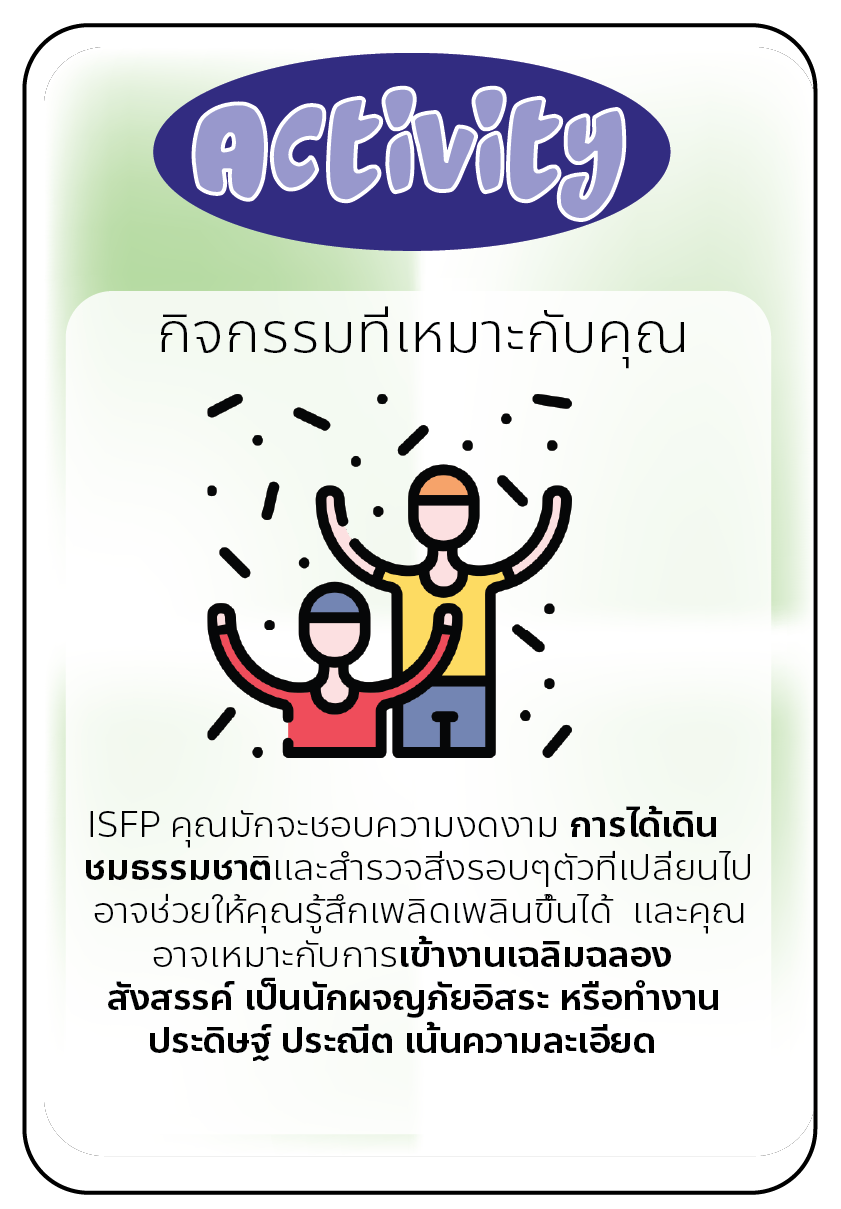 Activity
กิจกรรมที่เหมาะกับคุณ
ISFP คุณมักจะชอบความงดงาม การได้เดิน
ชมธรรมชาติและสำรวจสิ่งรอบๆตัวที่เปลี่ยนไป
อาจช่วยให้คุณรู้สึกเพลิดเพลินขึ้นได้ และคุณ
อาจเหมาะกับการเข้างานเฉลิมฉลอง
สังสรรค์ เป็นนักผจญภัยอิสระ หรือทำงาน
ประดิษฐ์ ประณีต เน้นความละเอียด